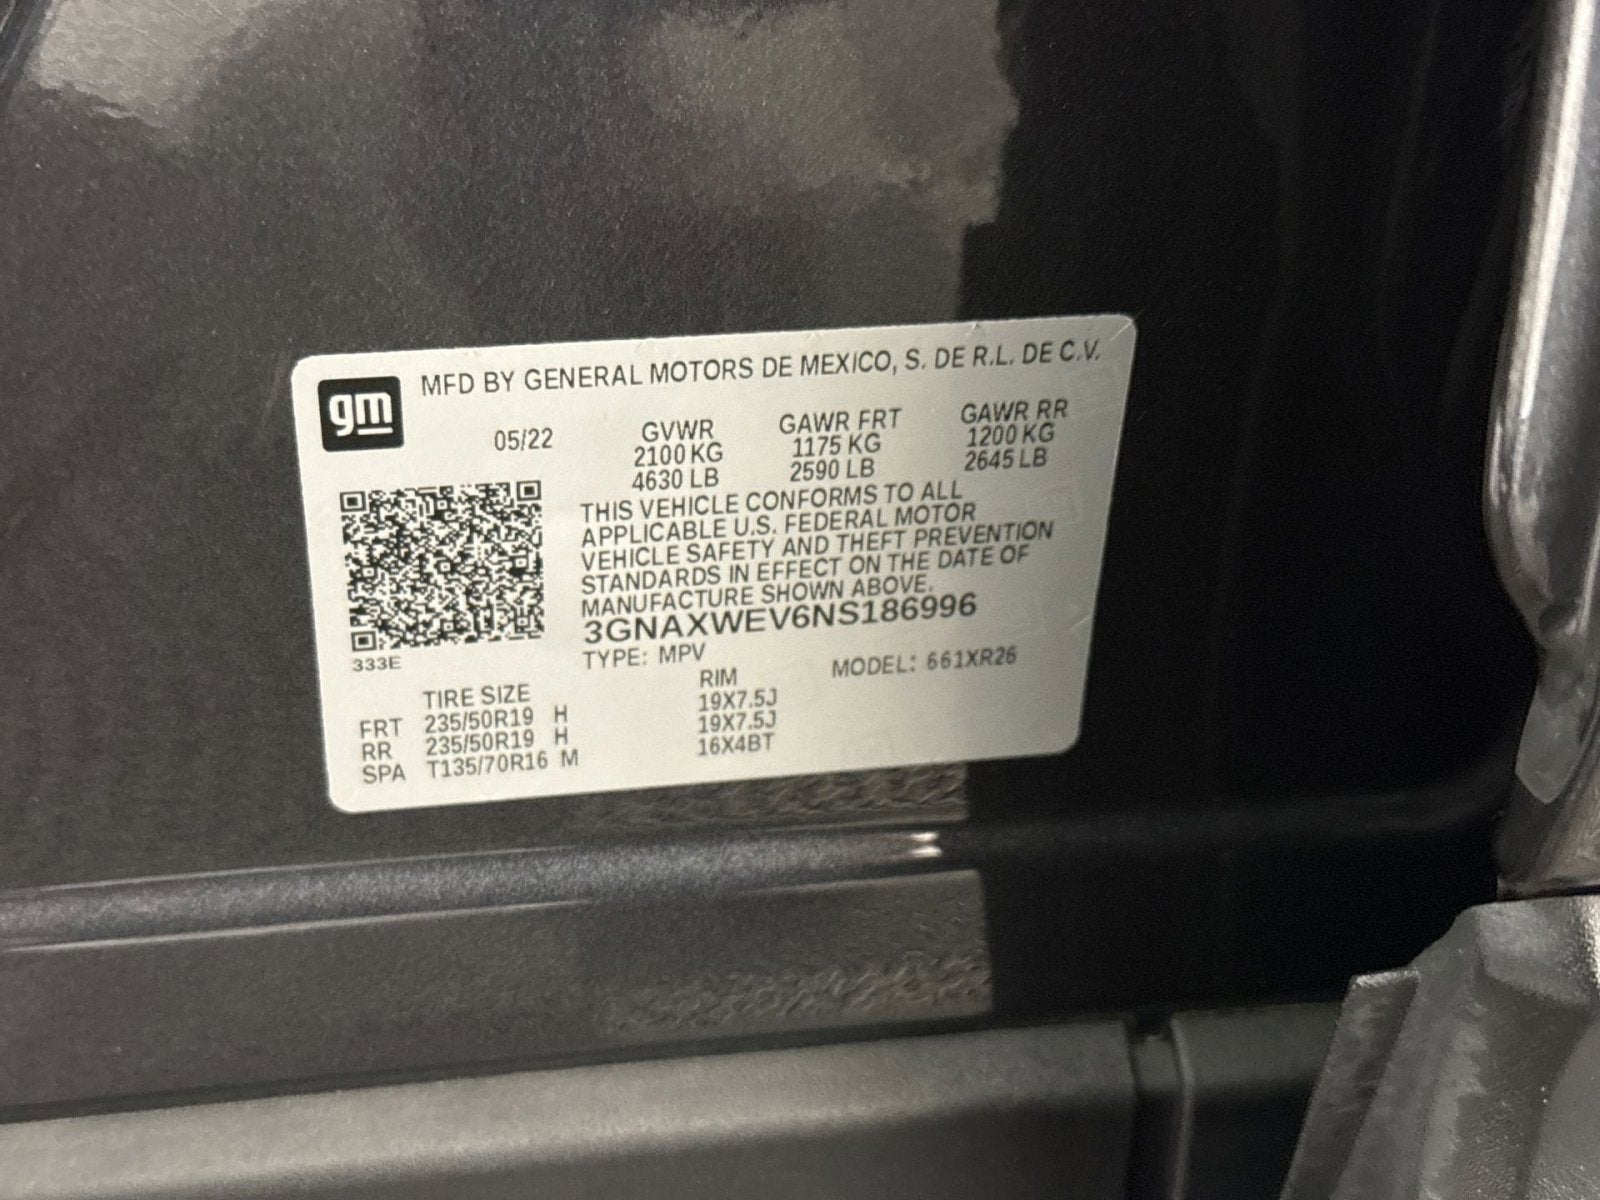 gm
MFD BY GENERAL MOTORS DE MEXICO, S. DE R.L. DE C.V.
05/22
GVWR
2100 KG
4630 LB
GAWR FRT
1175 KG
2590 LB
GAWR RR
1200 KG
2645 LB
THIS VEHICLE CONFORMS TO ALL
APPLICABLE U.S. FEDERAL MOTOR
VEHICLE SAFETY AND THEFT PREVENTION
STANDARDS IN EFFECT ON THE DATE OF
MANUFACTURE SHOWN ABOVE.
3GNAXWEV6NS186996
333E
TYPE: MPV
MODEL: 661XR26
TIRE SIZE RIM
FRT 235/50R19 H 19X7.5J
RR 235/50R19 H 19X7.5J
SPA T135/70R16 M 16X4BT